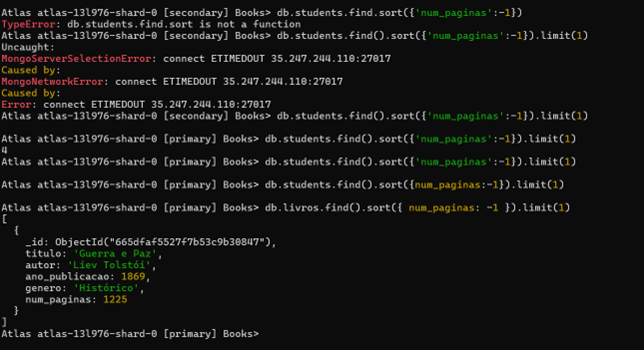 Atlas atlas-13l976-shard-0 [secondary] Books> db.students.find.sort({'num_paginas':-1})
TypeError: db.students.find.sort is not a function
Atlas atlas-13l976-shard-0 [secondary] Books> db.students.find().sort({'num_paginas':-1}).limit(1)
Uncaught:
MongoServerSelectionError: connect ETIMEDOUT 35.247.244.110:27017
Caused by:
MongoNetworkError: connect ETIMEDOUT 35.247.244.110:27017
Caused by:
Error: connect ETIMEDOUT 35.247.244.110:27017
Atlas atlas-13l976-shard-0 [secondary] Books> db.students.find().sort({'num_paginas':-1}).limit(1)
Atlas atlas-13l976-shard-0 [primary] Books> db.students.find().sort({'num_paginas':-1}).limit(1)
4
Atlas atlas-13l976-shard-0 [primary] Books> db.students.find().sort({'num_paginas':-1}).limit(1)
Atlas atlas-13l976-shard-0 [primary] Books> db.students.find().sort({num_paginas:-1}).limit(1)
Atlas atlas-13l976-shard-0 [primary] Books> db.livros.find().sort({ num_paginas: -1 }).limit(1)
[
{
_id: ObjectId("665dfaf5527f7b53c9b30847"),
titulo: 'Guerra e Paz',
autor: 'Liev Tolstói',
ano_publicacao: 1869,
genero: 'Histórico',
num_paginas: 1225
}
]
Atlas atlas-13l976-shard-0 [primary] Books>